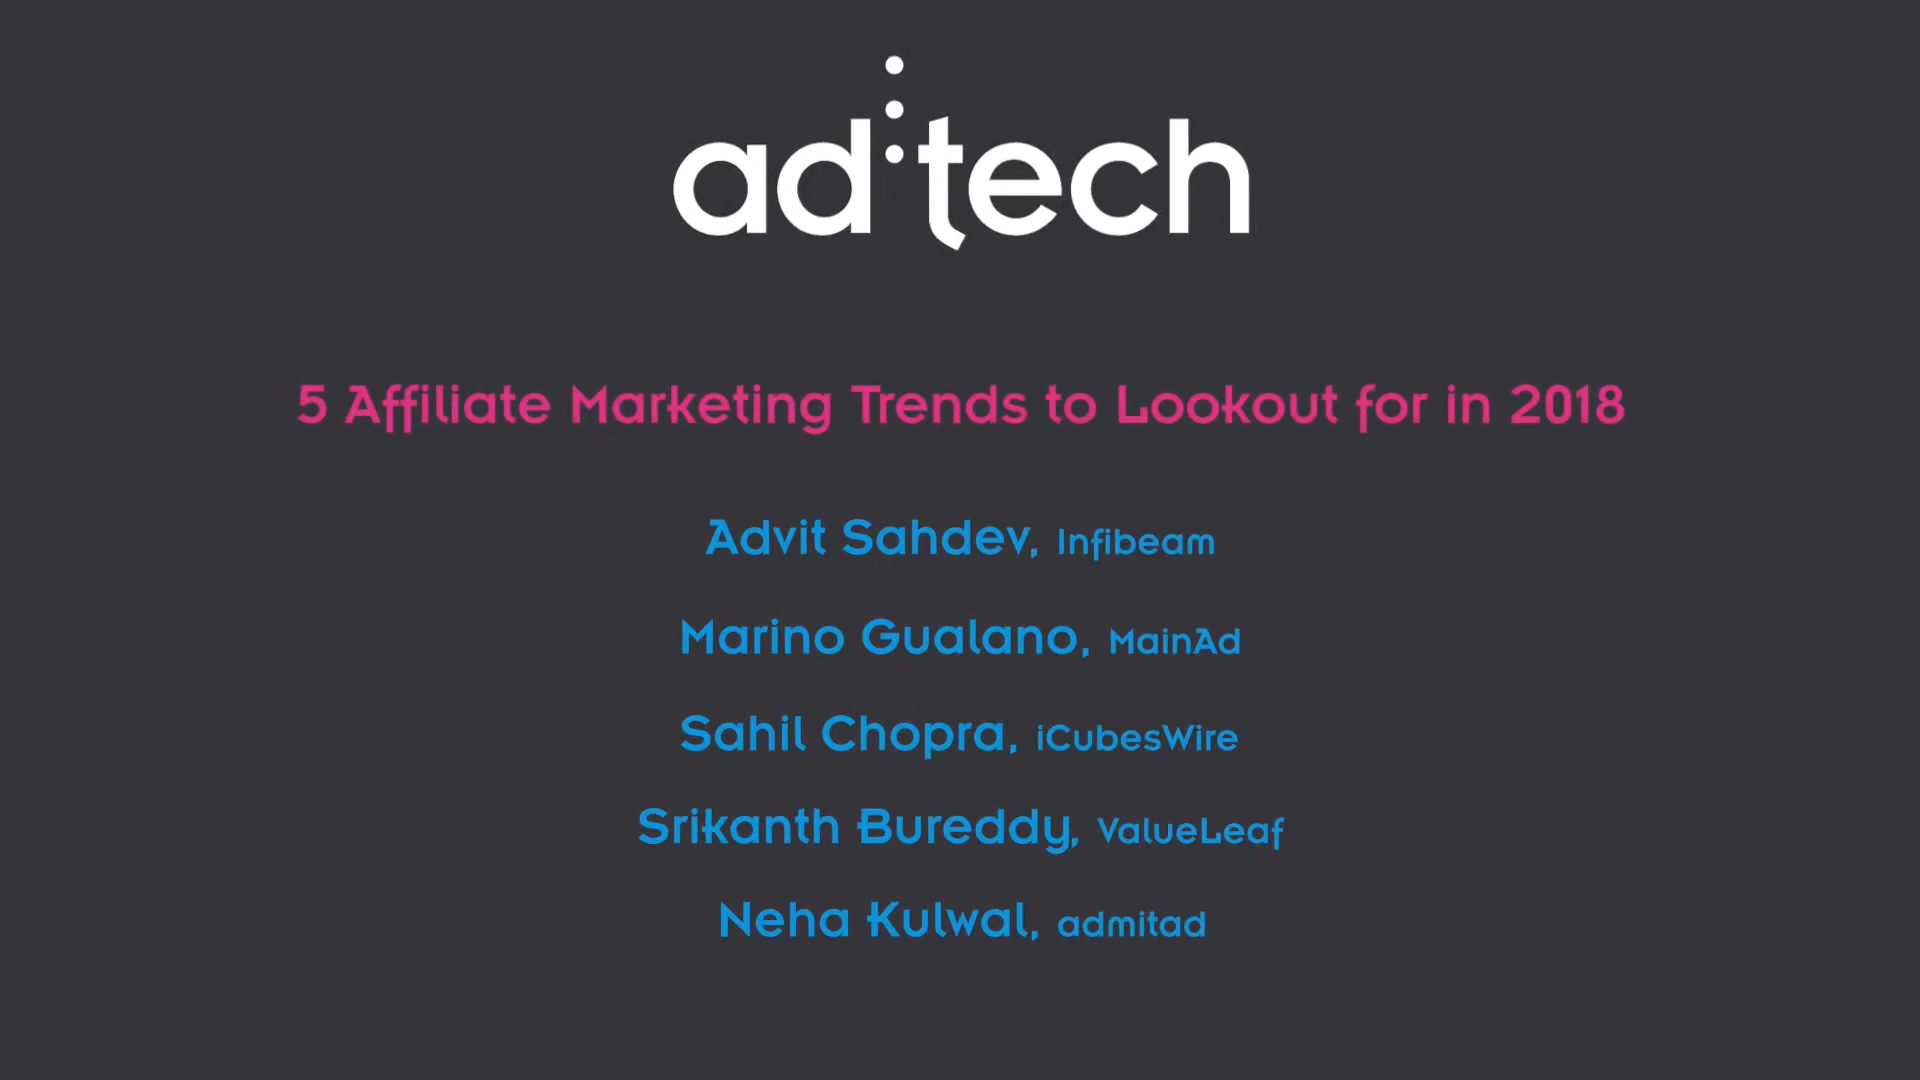 ad:tech
5 Affiliate Marketing Trends to Lookout for in 2018
Advit Sahdev, Infibeam
Marino Gualano, MainAd
Sahil Chopra, iCubesWire
Srikanth Bureddy, ValueLeaf
Neha Kulwal, admitad